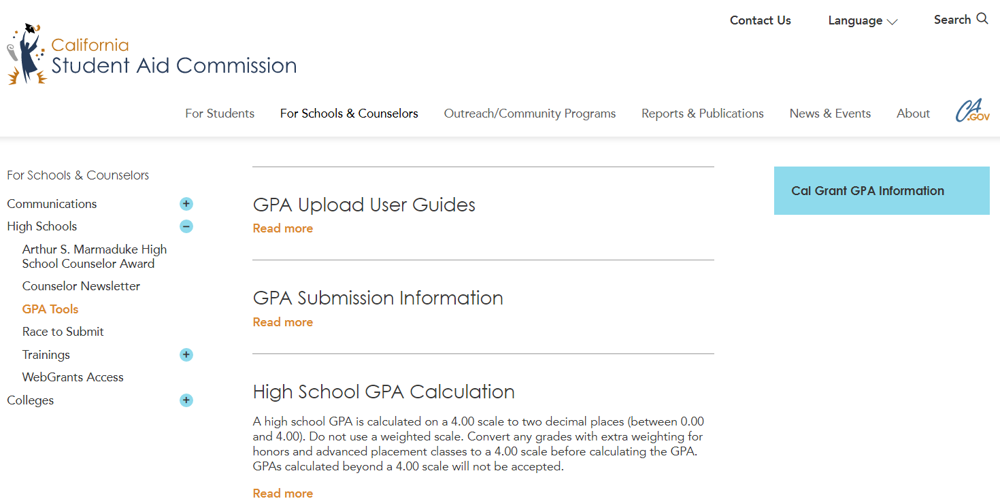 Contact Us
Language
Search
California
Student Aid Commission
For Students
For Schools & Counselors
Outreach/Community Programs
Reports & Publications
News & Events
About
CA
.GOV
For Schools & Counselors
Communications
High Schools
Arthur S. Marmaduke High
School Counselor Award
Counselor Newsletter
GPA Tools
Race to Submit
Trainings
WebGrants Access
Colleges
GPA Upload User Guides
Read more
GPA Submission Information
Read more
High School GPA Calculation
A high school GPA is calculated on a 4.00 scale to two decimal places (between 0.00
and 4.00). Do not use a weighted scale. Convert any grades with extra weighting for
honors and advanced placement classes to a 4.00 scale before calculating the GPA.
GPAs calculated beyond a 4.00 scale will not be accepted.
Read more
Cal Grant GPA Information